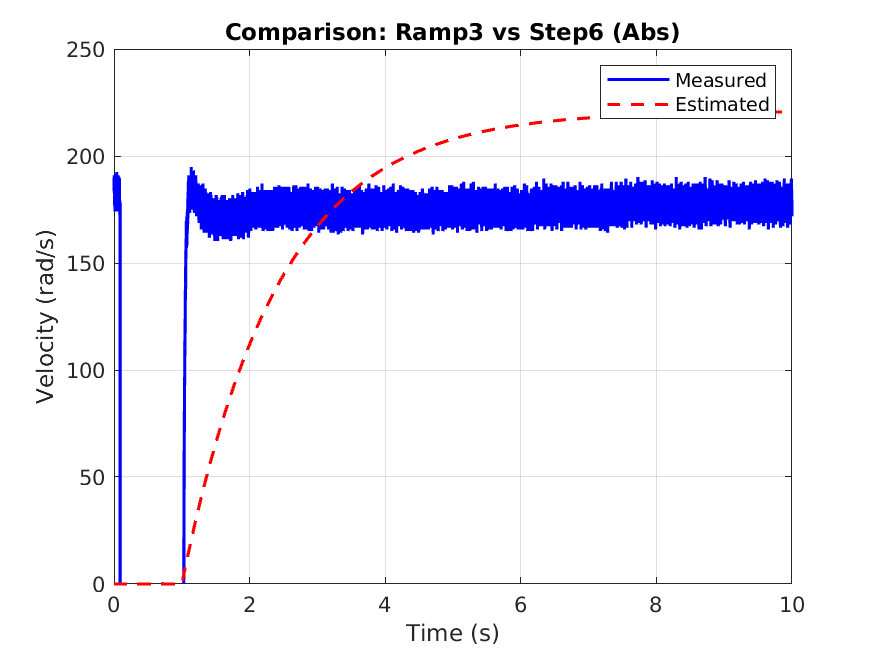 Comparison: Ramp3 vs Step6 (Abs)
250
200
150
100
50
0
Velocity (rad/s)
Measured
Estimated
0 2 4 6 8 10
Time (s)